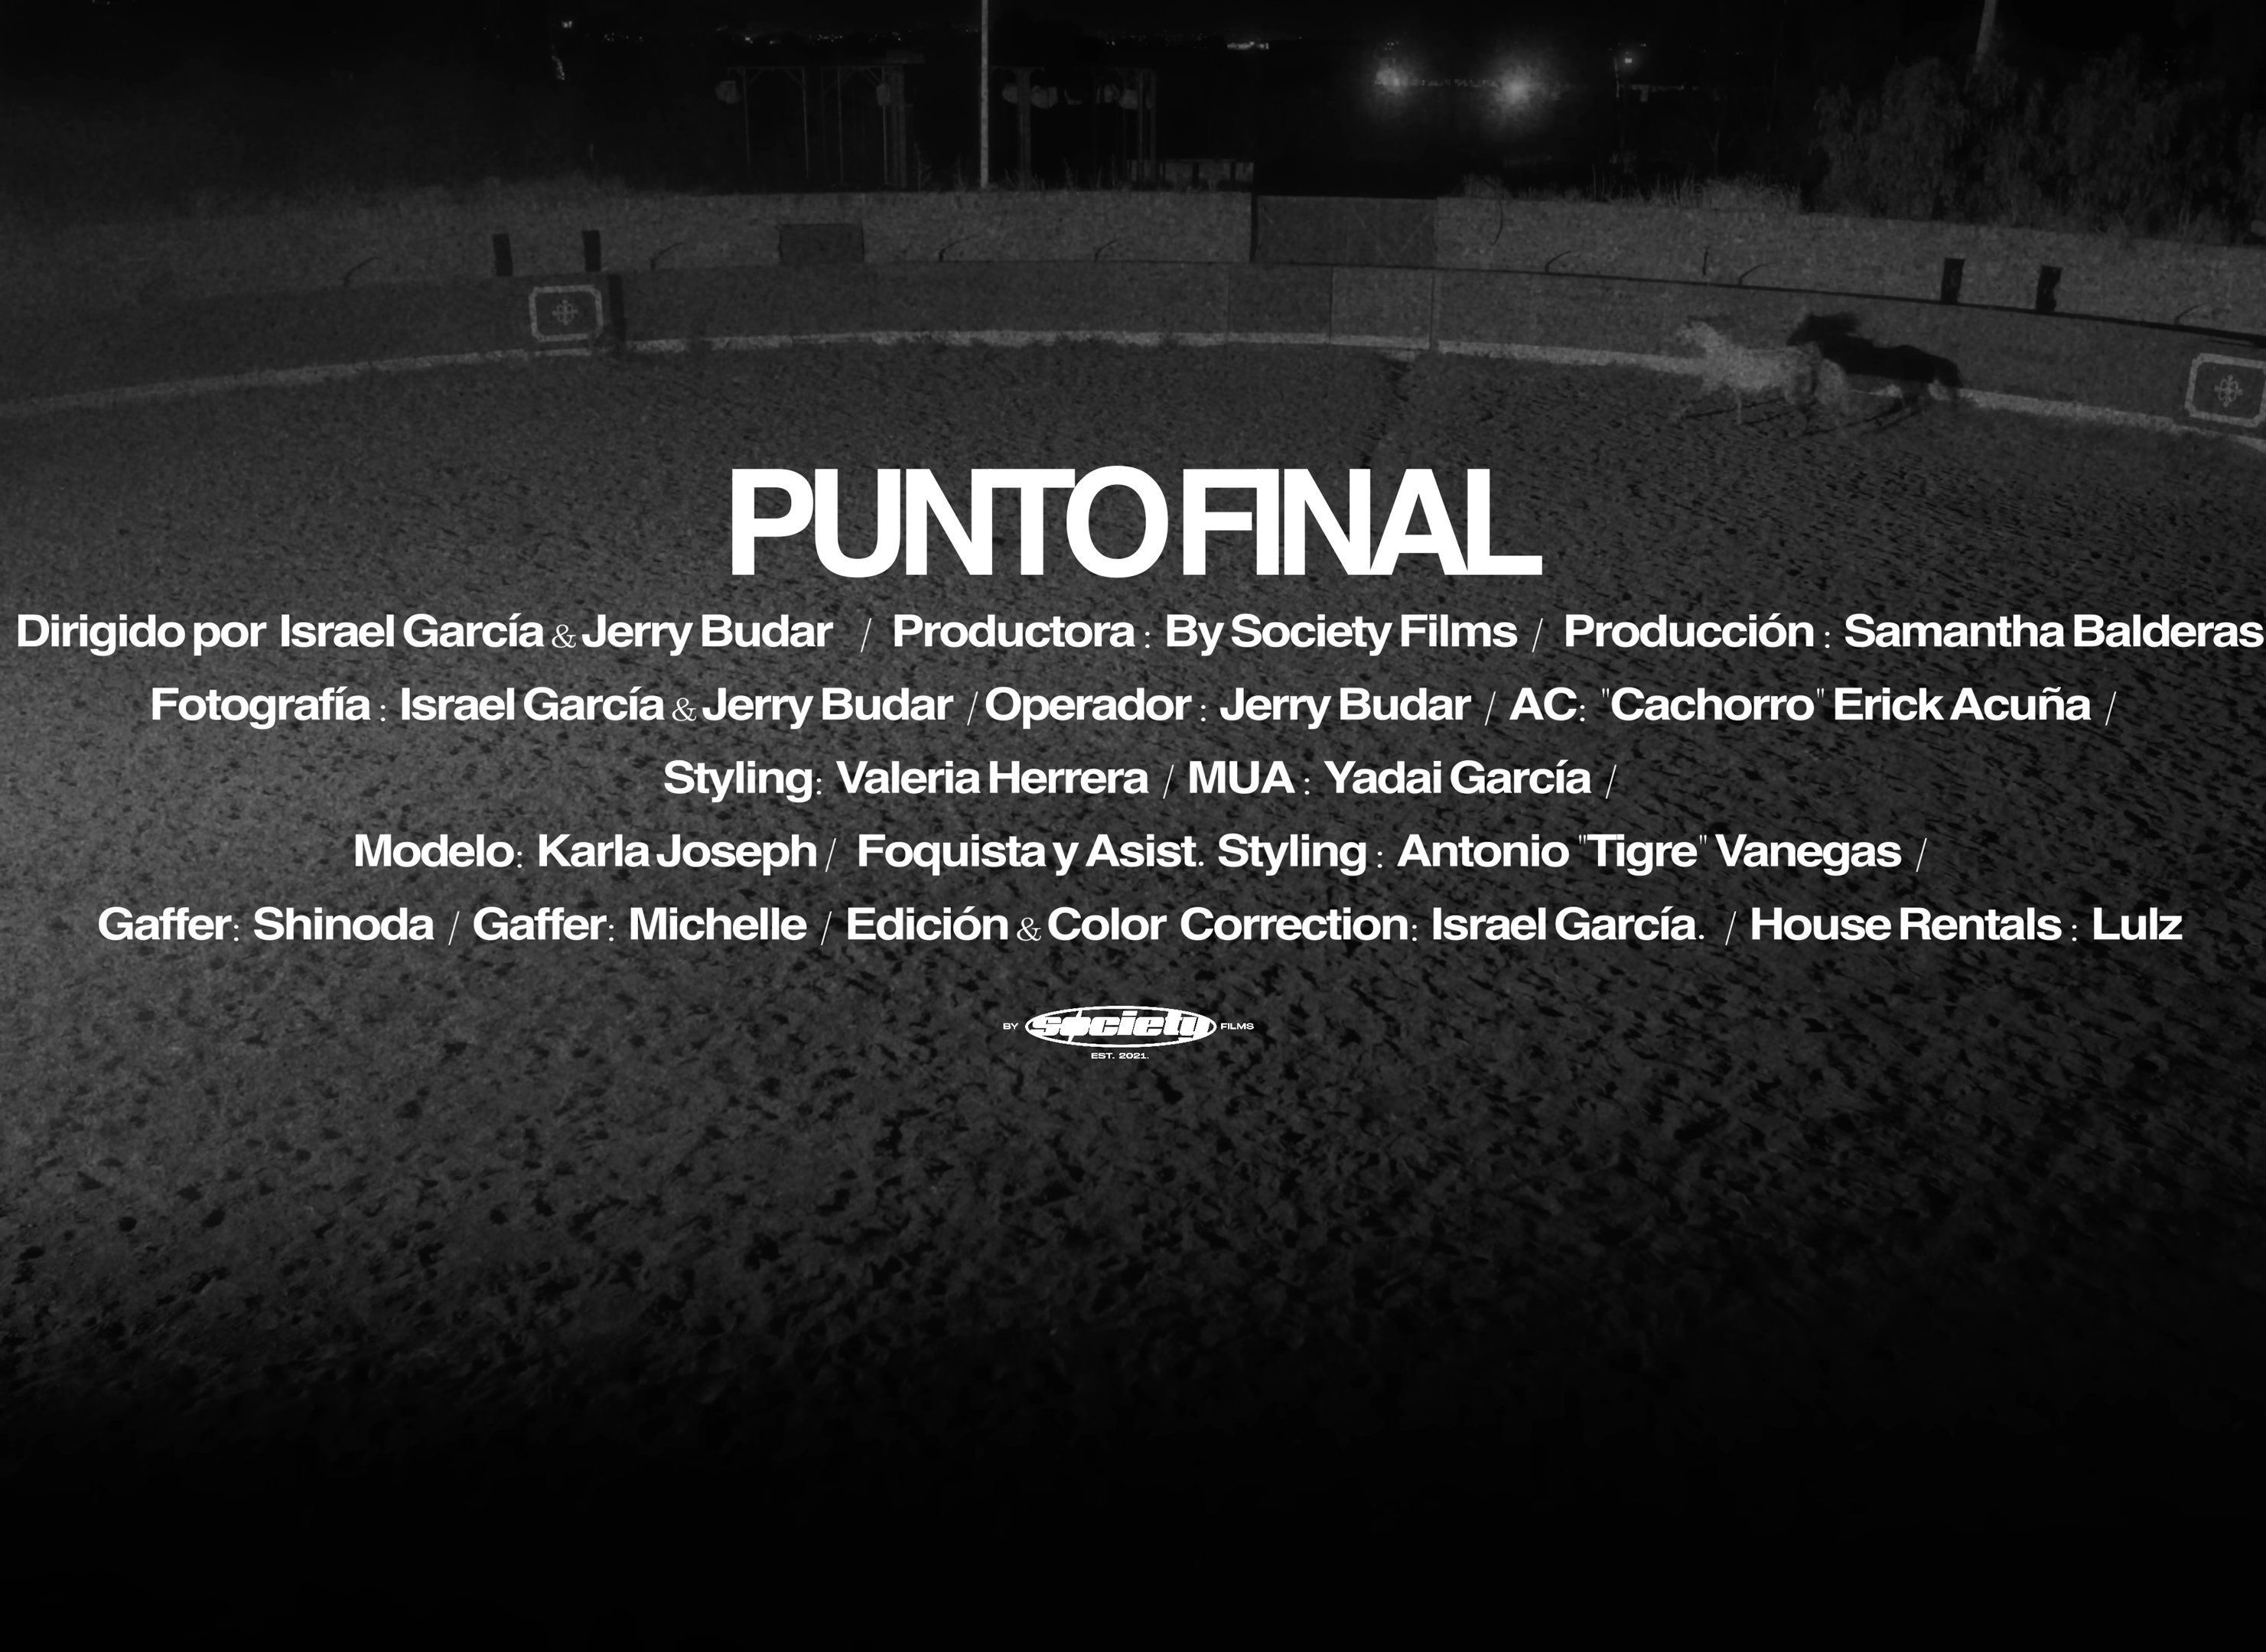 PUNTO FINAL
Dirigido por Israel García & Jerry Budar / Productora : By Society Films / Producción : Samantha Balderas
Fotografía : Israel García & Jerry Budar / Operador : Jerry Budar / AC: "Cachorro" Erick Acuña /
Styling: Valeria Herrera / MUA : Yadai García /
Modelo: Karla Joseph / Foquista y Asist. Styling : Antonio "Tigre" Vanegas /
Gaffer: Shinoda / Gaffer: Michelle / Edición & Color Correction: Israel García. / House Rentals : Lulz
BY society FILMS
EST. 2021.